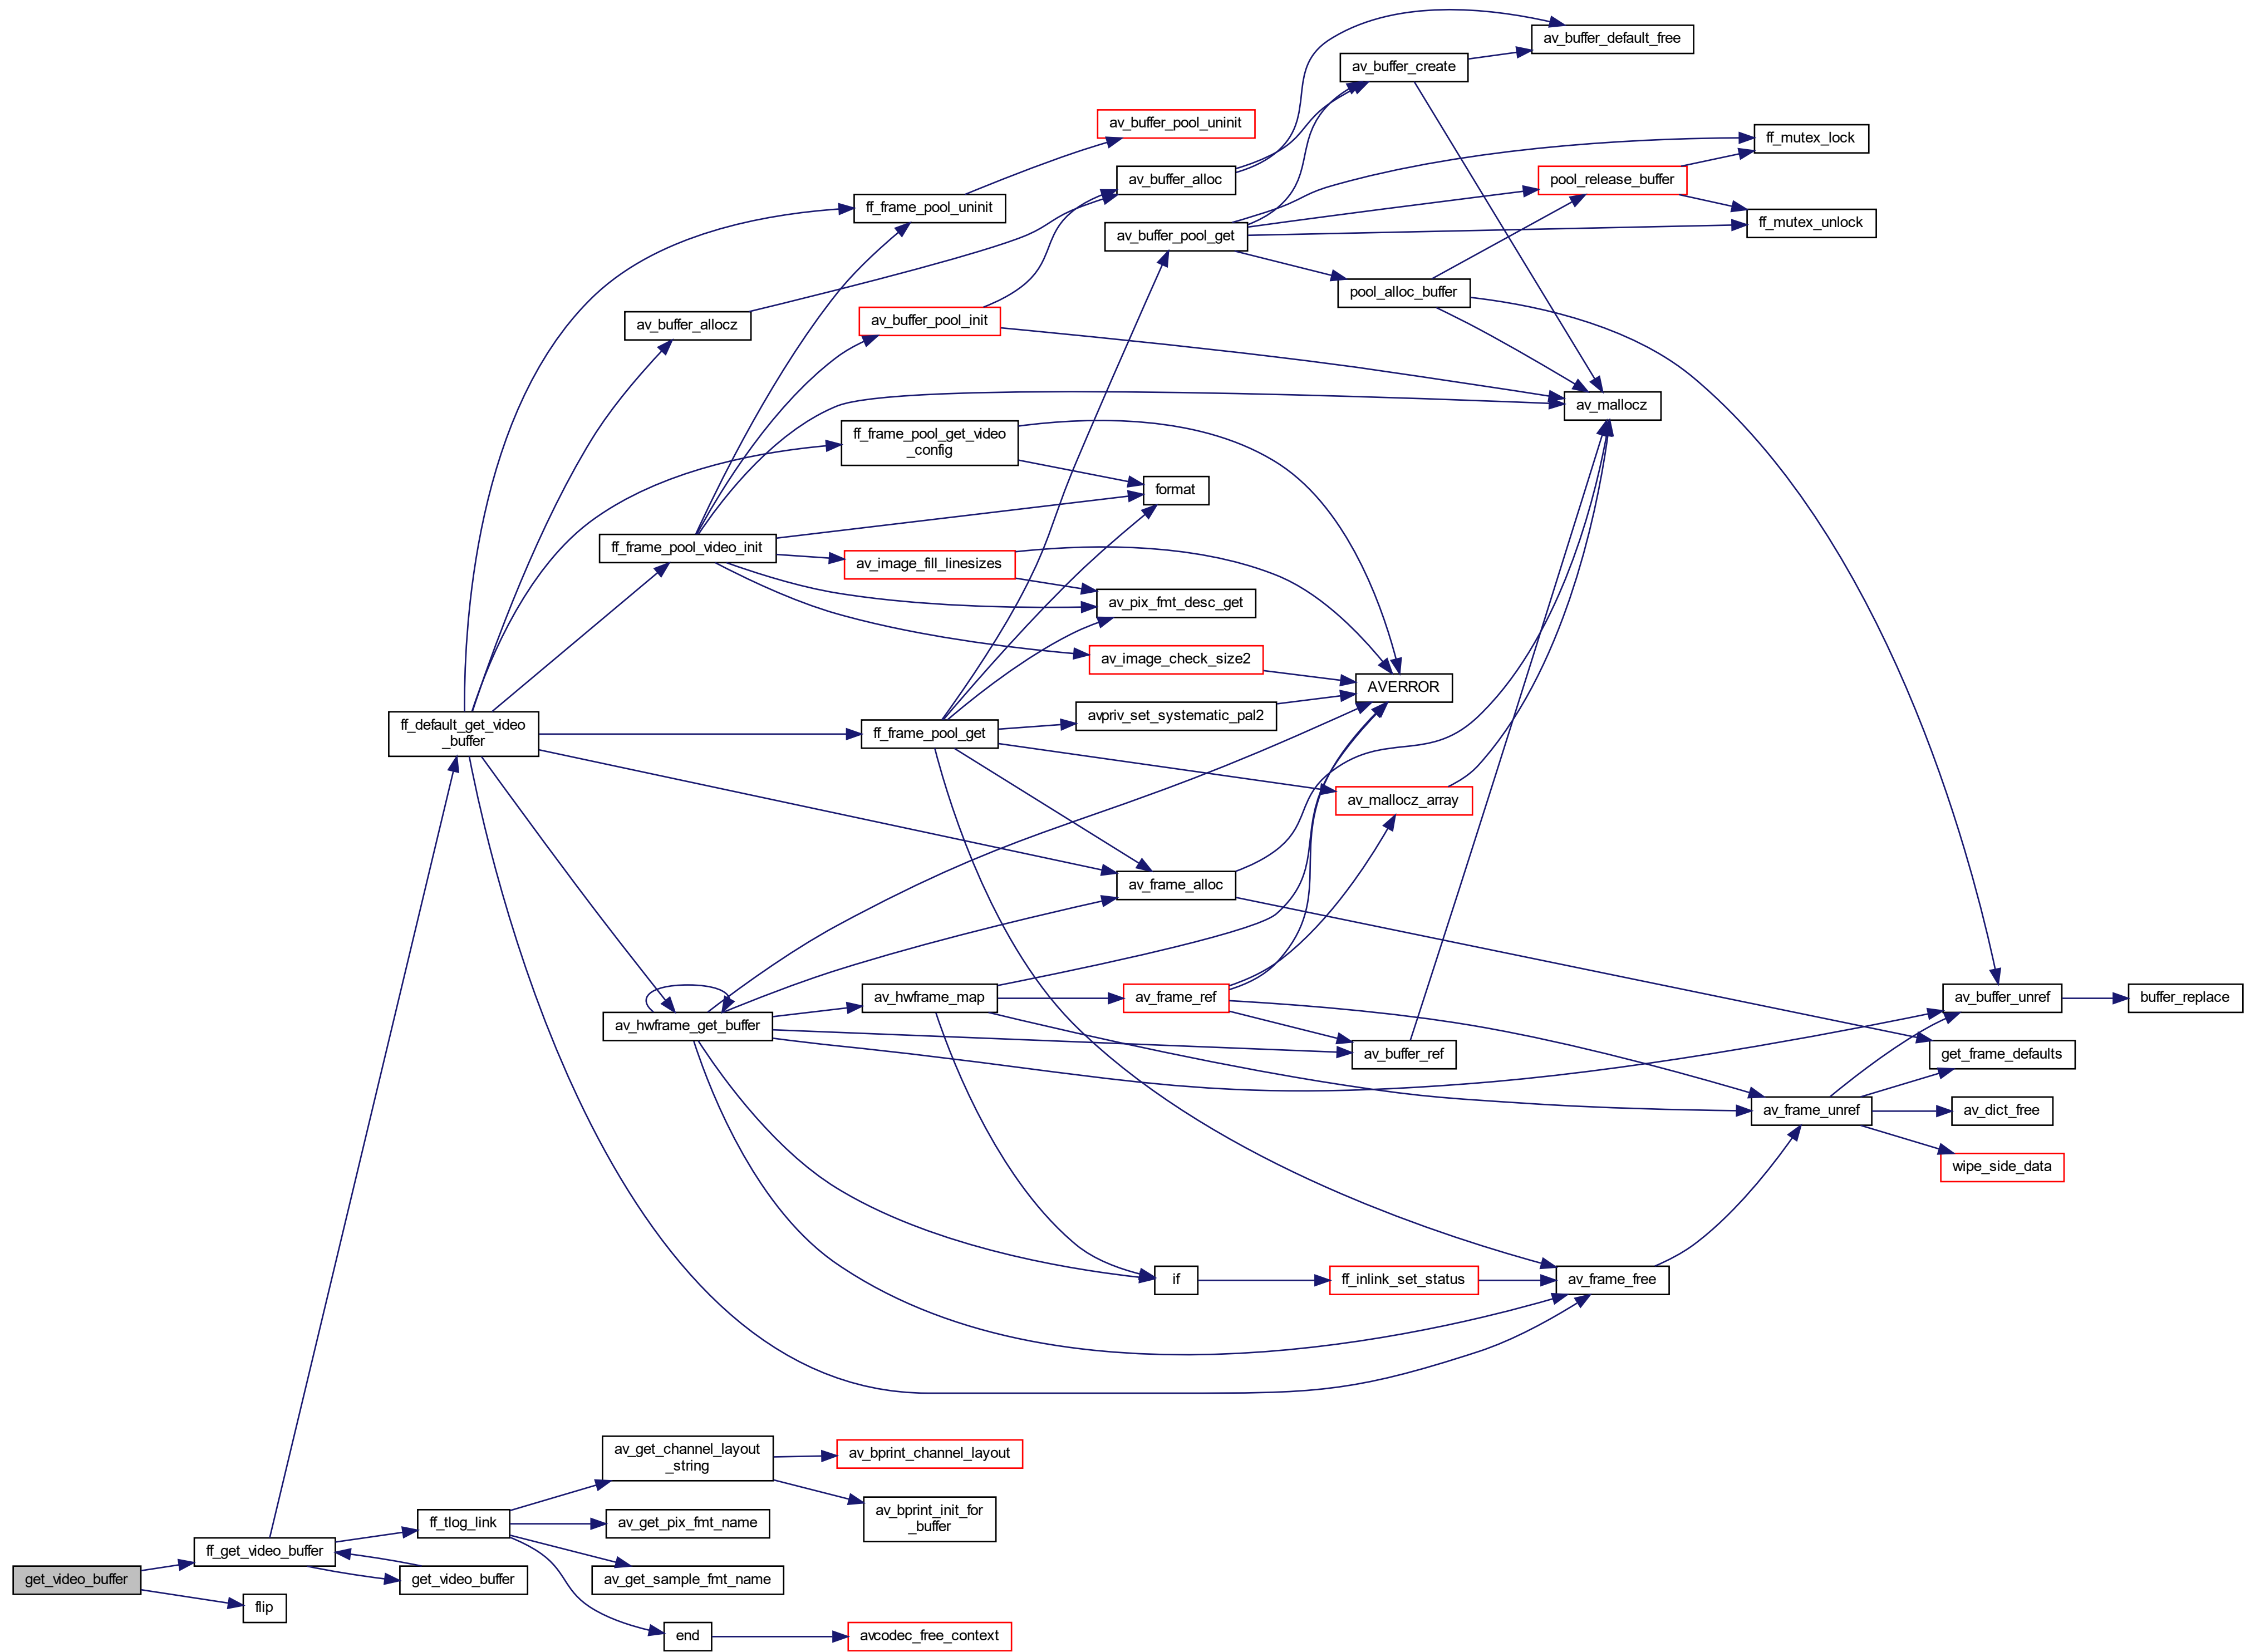 av_buffer_default_free
av_buffer_create
av_buffer_pool_uninit
ff_mutex_lock
av_buffer_alloc
pool_release_buffer
ff_frame_pool_uninit
ff_mutex_unlock
av_buffer_pool_get
pool_alloc_buffer
av_buffer_allocz
av_buffer_pool_init
av_mallocz
ff_frame_pool_get_video
_config
format
ff_frame_pool_video_init
av_image_fill_linesizes
av_pix_fmt_desc_get
av_image_check_size2
AVERROR
avpriv_set_systematic_pal2
ff_default_get_video
_buffer
ff_frame_pool_get
av_mallocz_array
av_frame_alloc
av_hwframe_map
av_frame_ref
av_buffer_unref
buffer_replace
av_hwframe_get_buffer
av_buffer_ref
get_frame_defaults
av_frame_unref
av_dict_free
wipe_side_data
if
ff_inlink_set_status
av_frame_free
av_get_channel_layout
_string
av_bprint_channel_layout
av_bprint_init_for
_buffer
ff_tlog_link
av_get_pix_fmt_name
ff_get_video_buffer
get_video_buffer
get_video_buffer
av_get_sample_fmt_name
flip
end
avcodec_free_context